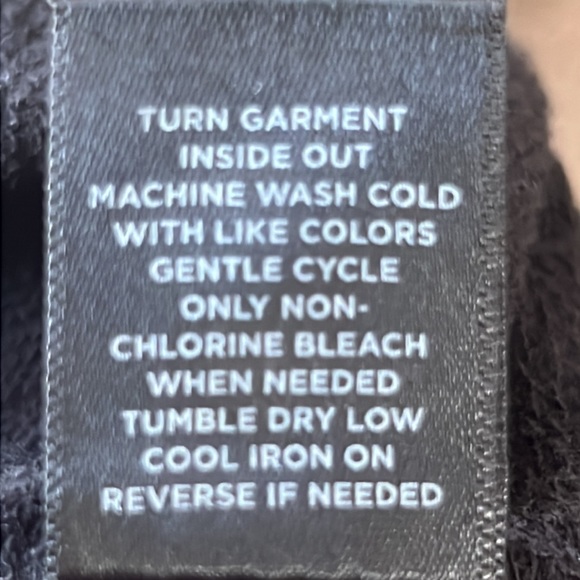 TURN GARMENT
INSIDE OUT
MACHINE WASH COLD
WITH LIKE COLORS
GENTLE CYCLE
ONLY NON-
CHLORINE BLEACH
WHEN NEEDED
TUMBLE DRY LOW
COOL IRON ON
REVERSE IF NEEDED